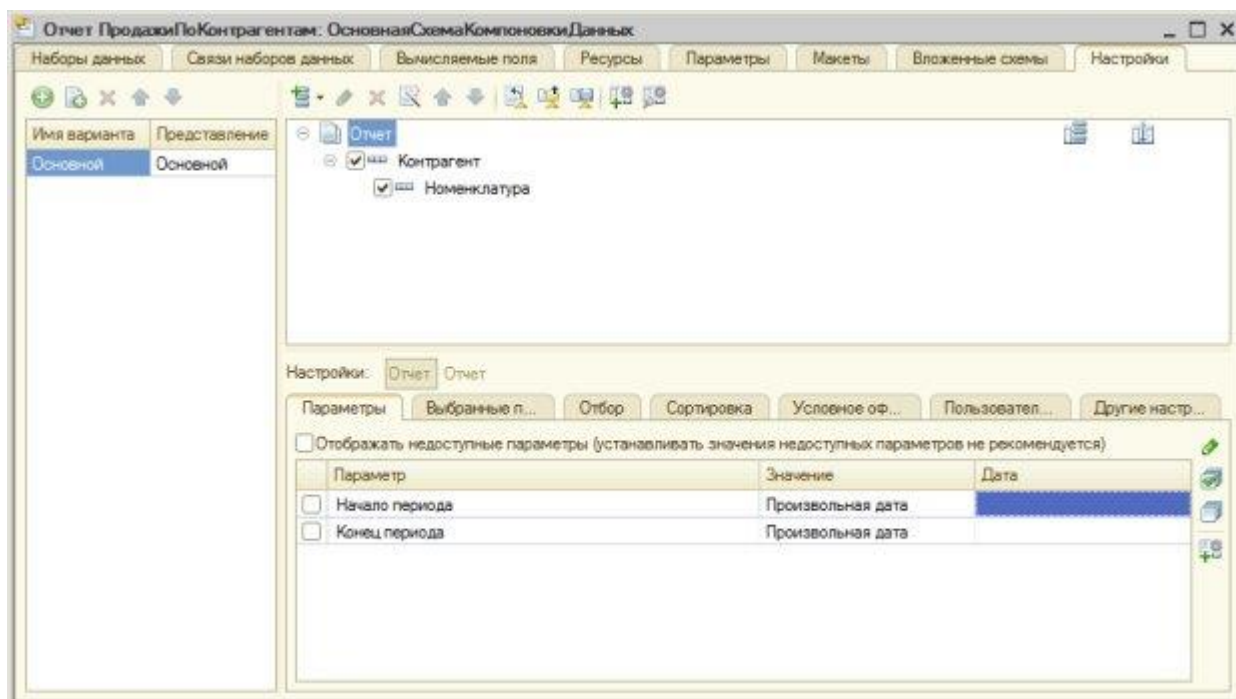 Отчет ПродажиПоКонтрагентам: ОсновнаяСхемаКомпоновкиДанных
Наборы данных Связи наборов данных Вычисляемые поля Ресурсы Параметры Макеты Вложенные схемы Настройки
Имя варианта Представление
Основной Основной
Отчет
Контрагент
Номенклатура
Настройки: Отчет Отчет
Параметры Выбранные п... Отбор Сортировка Условное оф... Пользовател... Другие настр...
Отображать недоступные параметры (устанавливать значения недоступных параметров не рекомендуется)
Параметр Значение Дата
Начало периода Произвольная дата
Конец периода Произвольная дата